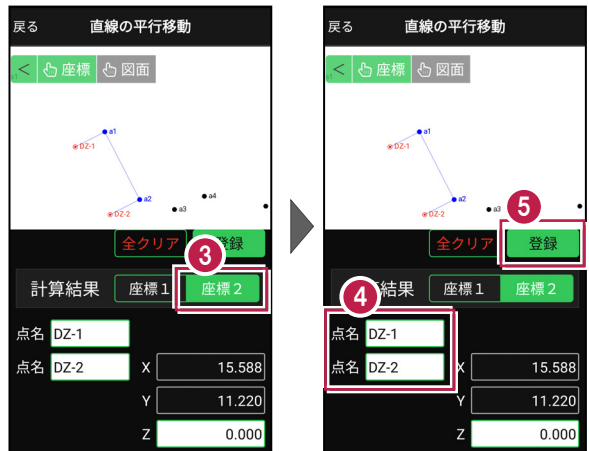 戻る 直線の平行移動
< 座標 図面
a1
DZ-1
a2
a4
a3
DZ-2
全クリア 登録
3
計算結果 座標1 座標2
点名 DZ-1
点名 DZ-2 X 15.588
Y 11.220
Z 0.000
戻る 直線の平行移動
< 座標 図面
a1
DZ-1
a2
a3
DZ-2
5
全クリア 登録
4
結果 座標1 座標2
点名 DZ-1
点名 DZ-2 X 15.588
Y 11.220
Z 0.000